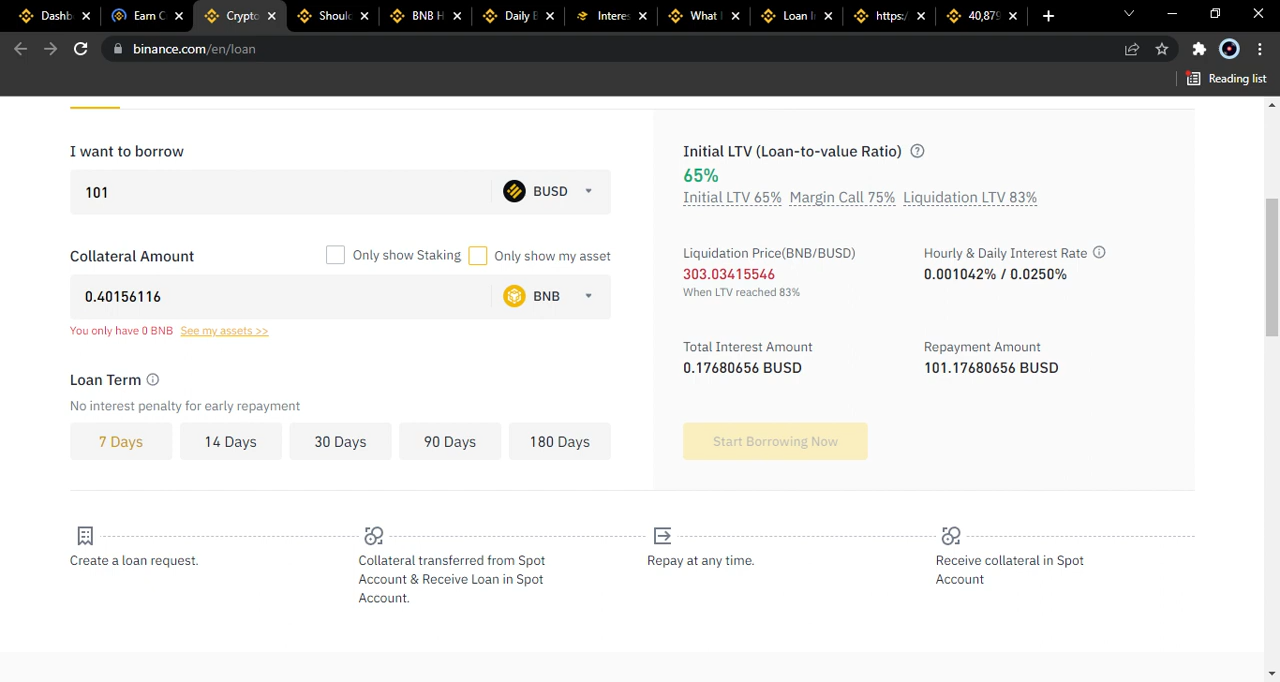 Dashb
Earn C
Crypto
Should
BNB H
Daily B
Interes
What I
Loan I
https:/
40,879
binance.com/en/loan
Reading list
I want to borrow
101
BUSD
Collateral Amount
Only show Staking
Only show my asset
0.40156116
BNB
You only have 0 BNB See my assets >>
Loan Term
No interest penalty for early repayment
7 Days
14 Days
30 Days
90 Days
180 Days
Initial LTV (Loan-to-value Ratio)
65%
Initial LTV 65% Margin Call 75% Liquidation LTV 83%
Liquidation Price(BNB/BUSD)
303.03415546
When LTV reached 83%
Hourly & Daily Interest Rate
0.001042% / 0.0250%
Total Interest Amount
0.17680656 BUSD
Repayment Amount
101.17680656 BUSD
Start Borrowing Now
Create a loan request.
Collateral transferred from Spot
Account & Receive Loan in Spot
Account.
Repay at any time.
Receive collateral in Spot
Account